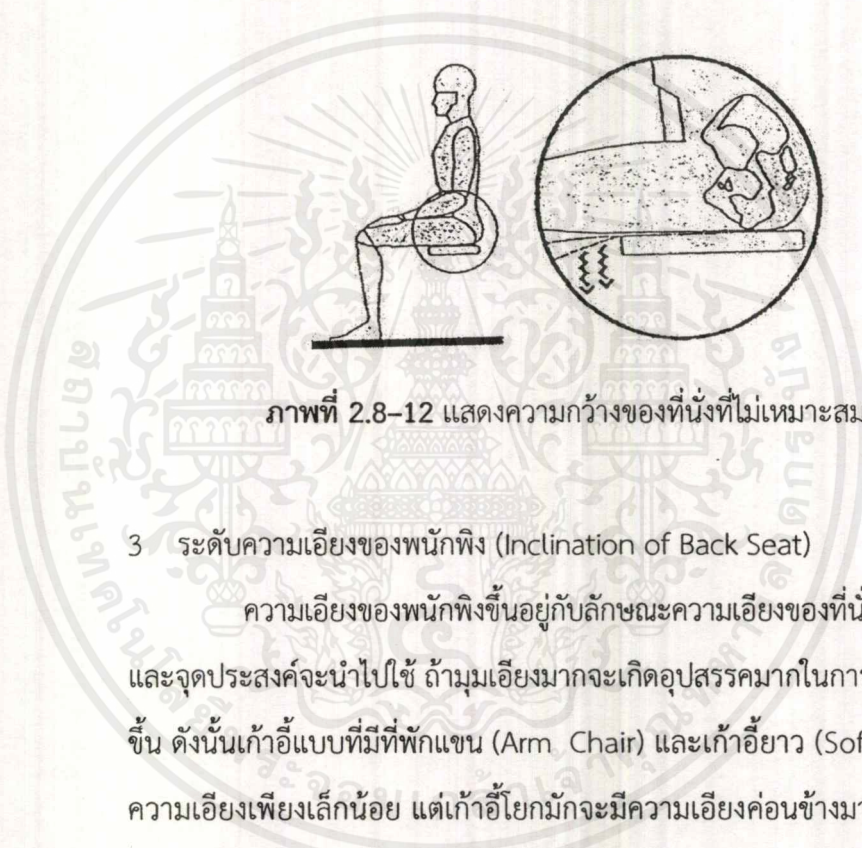 ภาพที่ 2.8–12 แสดงความกว้างของที่นั่งที่ไม่เหมาะสม
3 ระดับความเอียงของพนักพิง (Inclination of Back Seat)
ความเอียงของพนักพิงขึ้นอยู่กับลักษณะความเอียงของที่นั่
และจุดประสงค์จะนำไปใช้ ถ้ามุมเอียงมากจะเกิดอุปสรรคมากในกา
ขึ้น ดังนั้นเก้าอี้แบบที่มีที่พักแขน (Arm Chair) และเก้าอี้ยาว (Sof
ความเอียงเพียงเล็กน้อย แต่เก้าอี้โยกมักจะมีความเอียงค่อนข้างมา